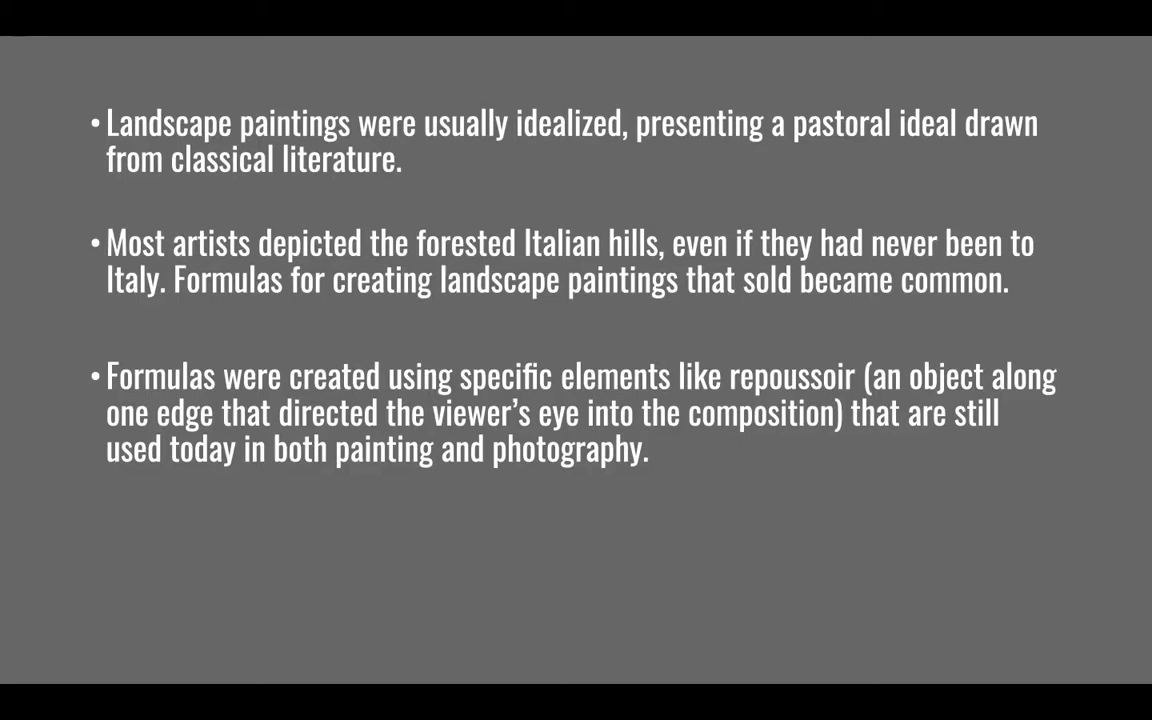 • Landscape paintings were usually idealized, presenting a pastoral ideal drawn
from classical literature.
• Most artists depicted the forested Italian hills, even if they had never been to
Italy. Formulas for creating landscape paintings that sold became common.
• Formulas were created using specific elements like repoussoir (an object along
one edge that directed the viewer’s eye into the composition) that are still
used today in both painting and photography.